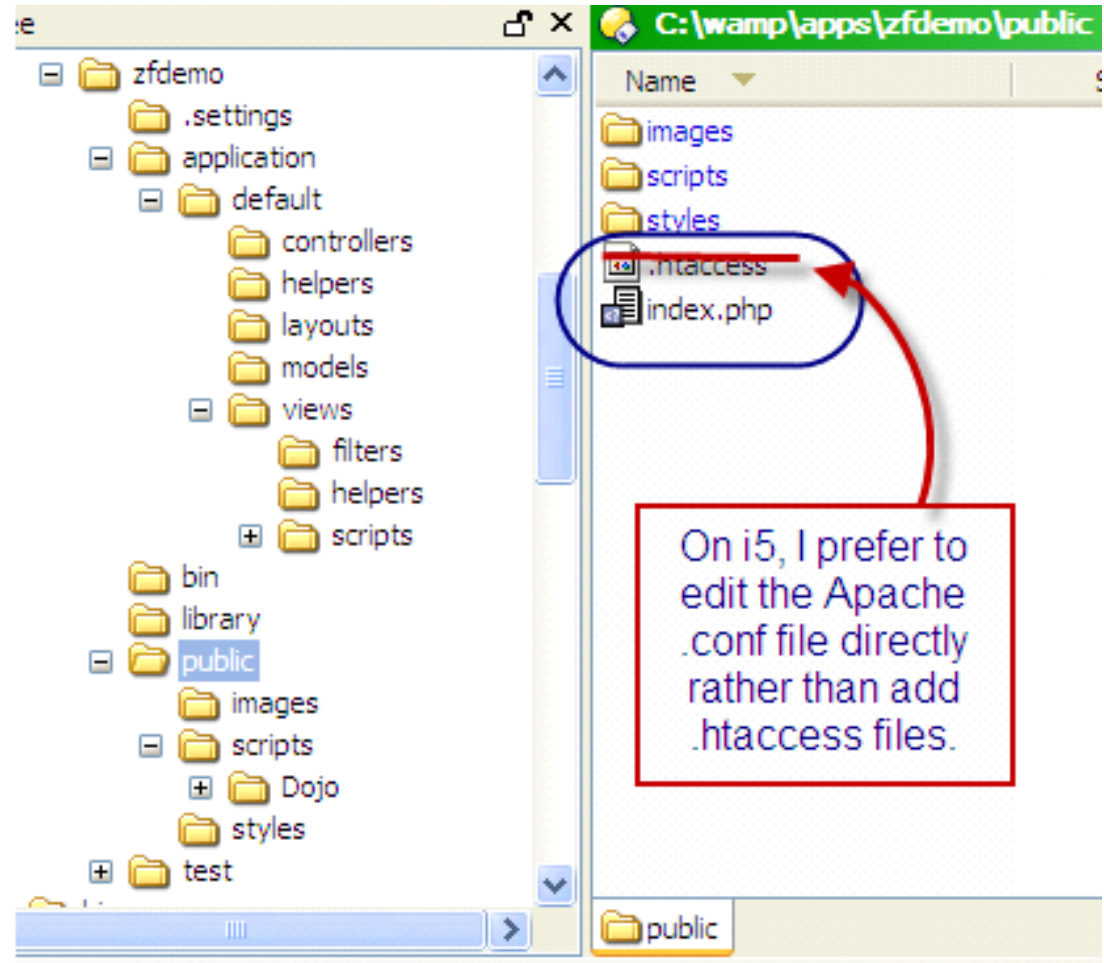 ee
C:\wamp\apps\zfdemo\public
zfdemo
.settings
application
default
controllers
helpers
layouts
models
views
filters
helpers
scripts
bin
library
public
images
scripts
Dojo
styles
test
Name
S
images
scripts
styles
.htaccess
index.php
On i5, I prefer to
edit the Apache
.conf file directly
rather than add
.htaccess files.
public